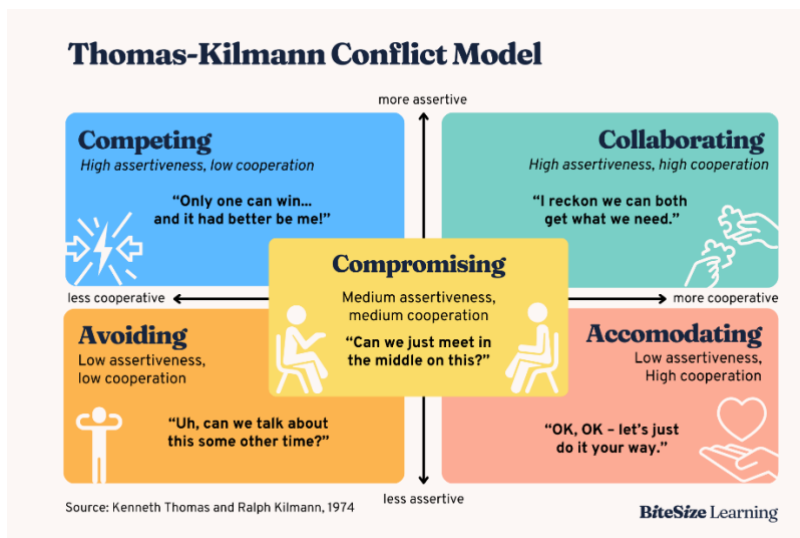 Thomas-Kilmann Conflict Model
more assertive
Competing
High assertiveness, low cooperation
“Only one can win...
and it had better be me!”
Collaborating
High assertiveness, high cooperation
“I reckon we can both
get what we need.”
less cooperative
more cooperative
Compromising
Medium assertiveness,
medium cooperation
“Can we just meet in
the middle on this?”
Avoiding
Low assertiveness,
low cooperation
“Uh, can we talk about
this some other time?”
Accomodating
Low assertiveness,
High cooperation
“OK, OK – let’s just
do it your way.”
less assertive
Source: Kenneth Thomas and Ralph Kilmann, 1974
BiteSize Learning